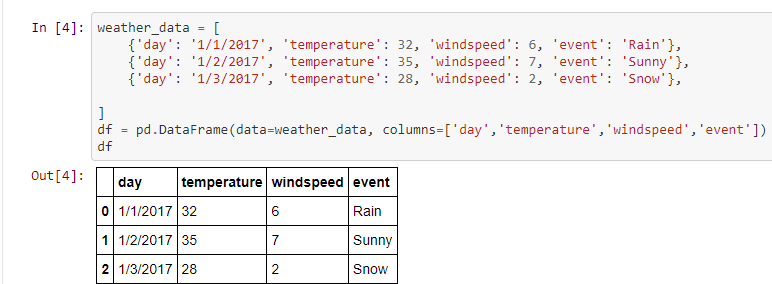 In [4]: weather_data = [
{'day': '1/1/2017', 'temperature': 32, 'windspeed': 6, 'event': 'Rain'},
{'day': '1/2/2017', 'temperature': 35, 'windspeed': 7, 'event': 'Sunny'},
{'day': '1/3/2017', 'temperature': 28, 'windspeed': 2, 'event': 'Snow'},
]
df = pd.DataFrame(data=weather_data, columns=['day','temperature','windspeed','event'])
df
Out[4]:
day temperature windspeed event
0 1/1/2017 32 6 Rain
1 1/2/2017 35 7 Sunny
2 1/3/2017 28 2 Snow